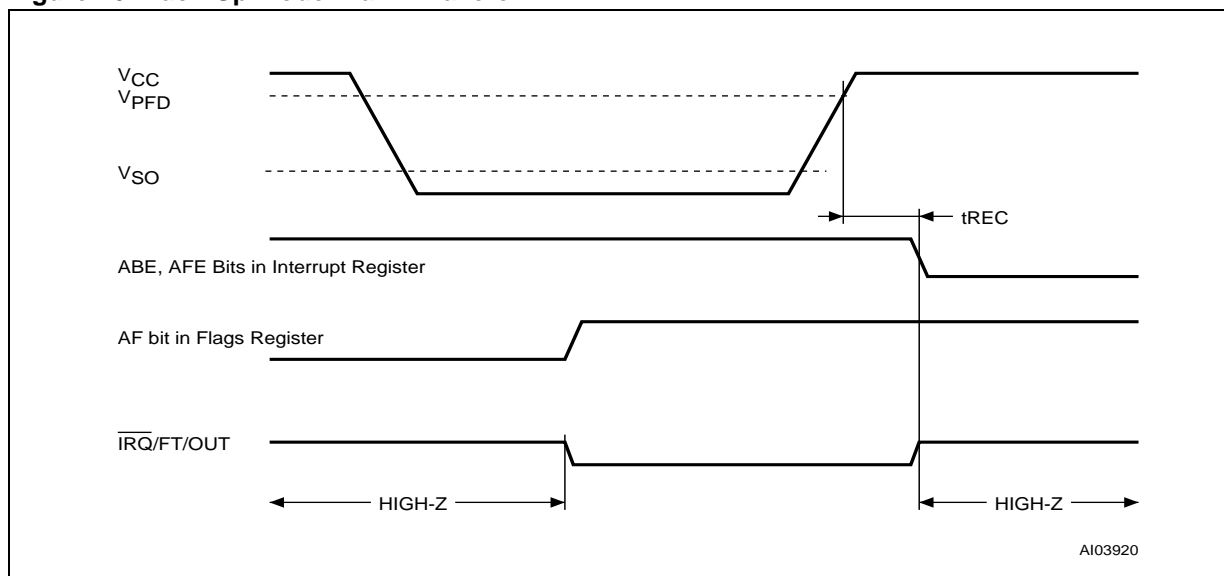 VCC
VPFD
VSO
tREC
ABE, AFE Bits in Interrupt Register
AF bit in Flags Register
IRQ/FT/OUT
HIGH-Z
HIGH-Z
AI03920